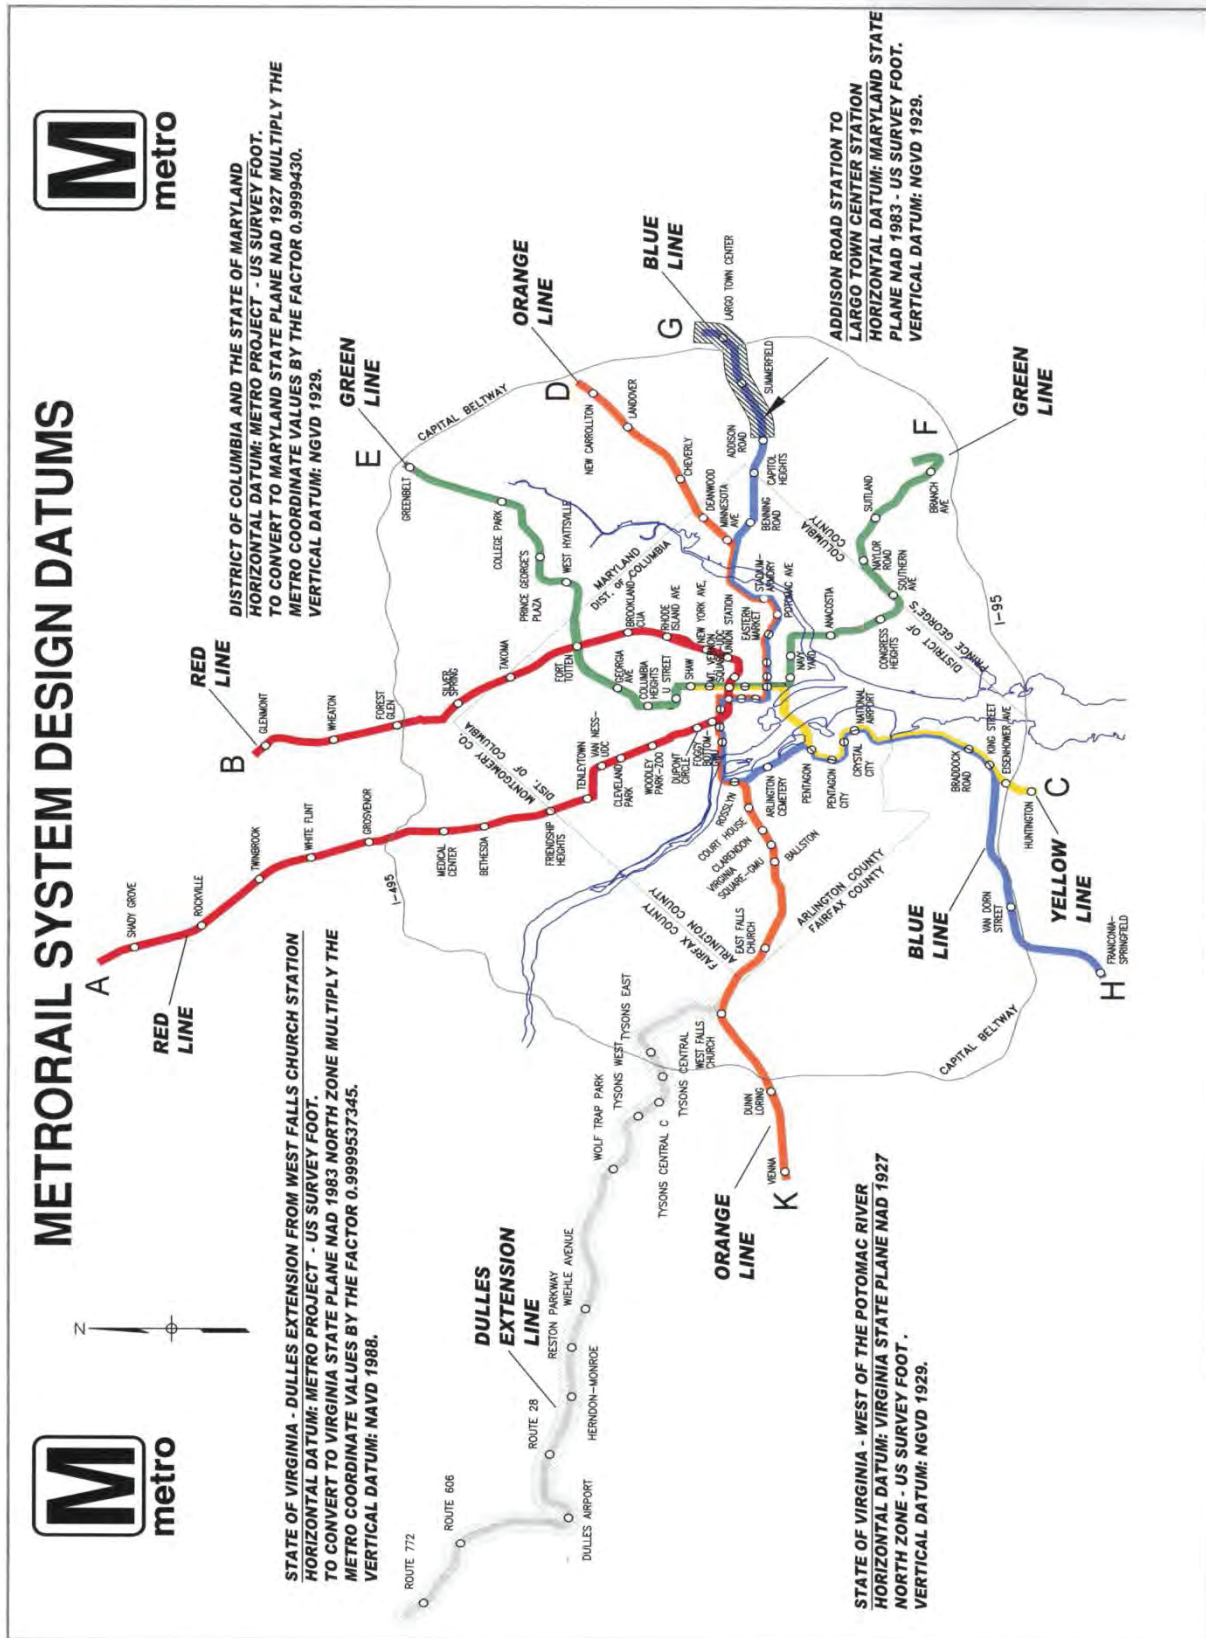 METRORAIL SYSTEM DESIGN DATUMS
M
metro
M
metro
N
STATE OF VIRGINIA - DULLES EXTENSION FROM WEST FALLS CHURCH STATION
HORIZONTAL DATUM: METRO PROJECT - US SURVEY FOOT.
TO CONVERT TO VIRGINIA STATE PLANE NAD 1983 NORTH ZONE MULTIPLY THE
METRO COORDINATE VALUES BY THE FACTOR 0.9999537345.
VERTICAL DATUM: NAVD 1988.
DISTRICT OF COLUMBIA AND THE STATE OF MARYLAND
HORIZONTAL DATUM: METRO PROJECT - US SURVEY FOOT.
TO CONVERT TO MARYLAND STATE PLANE NAD 1927 MULTIPLY THE
METRO COORDINATE VALUES BY THE FACTOR 0.9999430.
VERTICAL DATUM: NGVD 1929.
A
RED
LINE
SHADY GROVE
ROCKVILLE
TWINBROOK
WHITE FLINT
GROSVENOR
I-495
MEDICAL
CENTER
BETHESDA
FRIENDSHIP
HEIGHTS
TENLEYTOWN
VAN NESS-
UDC
CLEVELAND
PARK
WOODLEY
PARK-ZOO
DUPONT
CIRCLE
FOGGY
BOTTOM-
GWU
B
RED
LINE
GLENMONT
WHEATON
FOREST
GLEN
SILVER
SPRING
TAKOMA
FORT
TOTTEN
BROOKLAND
CUA
RHODE
ISLAND AVE
NEW YORK AVE.
UNION STATION
MONTGOMERY CO.
DIST. OF COLUMBIA
E
GREEN
LINE
CAPITAL BELTWAY
GREENBELT
COLLEGE PARK
PRINCE GEORGE'S
PLAZA
WEST HYATTSVILLE
GEORGIA
AVE
COLUMBIA
HEIGHTS
U STREET
SHAW
MT. VERNON
SQUARE-UDC
MARYLAND
DIST. OF COLUMBIA
D
ORANGE
LINE
NEW CARROLLTON
LANDOVER
CHEVERLY
DEANWOOD
MINNESOTA
AVE
STADIUM-
ARMORY
POTOMAC AVE
EASTERN
MARKET
G
BLUE
LINE
LARGO TOWN CENTER
SUMMERFIELD
ADDISON
ROAD
CAPITOL
HEIGHTS
BENNING
ROAD
ADDISON ROAD STATION TO
LARGO TOWN CENTER STATION
HORIZONTAL DATUM: MARYLAND STATE
PLANE NAD 1983 - US SURVEY FOOT.
VERTICAL DATUM: NGVD 1929.
F
GREEN
LINE
BRANCH
AVE
SUITLAND
NAYLOR
ROAD
SOUTHERN
AVE
CONGRESS
HEIGHTS
ANACOSTIA
NAVY
YARD
DISTRICT OF
COLUMBIA
PRINCE GEORGE'S
COUNTY
I-95
ROSSLYN
ARLINGTON
CEMETERY
PENTAGON
PENTAGON
CITY
CRYSTAL
CITY
NATIONAL
AIRPORT
BRADDOCK
ROAD
KING STREET
EISENHOWER AVE
HUNTINGTON
C
YELLOW
LINE
BLUE
LINE
VAN DORN
STREET
FRANCONIA-
SPRINGFIELD
H
CAPITAL BELTWAY
COURT HOUSE
CLARENDON
VIRGINIA
SQUARE-GMU
BALLSTON
EAST FALLS
CHURCH
FAIRFAX COUNTY
ARLINGTON COUNTY
ARLINGTON COUNTY
FAIRFAX COUNTY
WEST FALLS
CHURCH
DUNN
LORING
VIENNA
K
ORANGE
LINE
TYSONS EAST
TYSONS CENTRAL
TYSONS WEST
TYSONS CENTRAL C
WOLF TRAP PARK
WIEHLE AVENUE
RESTON PARKWAY
HERNDON-MONROE
ROUTE 28
DULLES AIRPORT
ROUTE 606
ROUTE 772
DULLES
EXTENSION
LINE
STATE OF VIRGINIA - WEST OF THE POTOMAC RIVER
HORIZONTAL DATUM: VIRGINIA STATE PLANE NAD 1927
NORTH ZONE - US SURVEY FOOT .
VERTICAL DATUM: NGVD 1929.